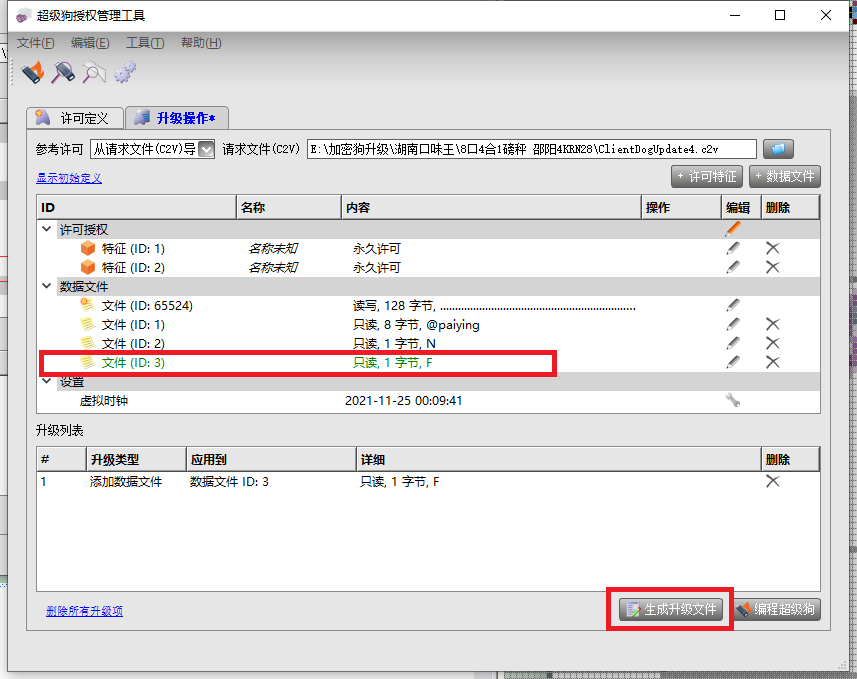 超级狗授权管理工具
文件(F) 编辑(E) 工具(T) 帮助(H)
许可定义 升级操作*
参考许可 从请求文件(C2V)导 请求文件(C2V) E:\加密狗升级\湖南口味王\8口4合1磅秤 邵阳4KRN28\ClientDogUpdate4.c2v
显示初始定义 + 许可特征 + 数据文件
ID 名称 内容 操作 编辑 删除
许可授权
特征 (ID: 1) 名称未知 永久许可
特征 (ID: 2) 名称未知 永久许可
数据文件
文件 (ID: 65524) 读写, 128 字节, ................................................................
文件 (ID: 1) 只读, 8 字节, @paiying
文件 (ID: 2) 只读, 1 字节, N
文件 (ID: 3) 只读, 1 字节, F
设置
虚拟时钟 2021-11-25 00:09:41
升级列表
# 升级类型 应用到 详细 删除
1 添加数据文件 数据文件 ID: 3 只读, 1 字节, F
删除所有升级项 生成升级文件 编程超级狗